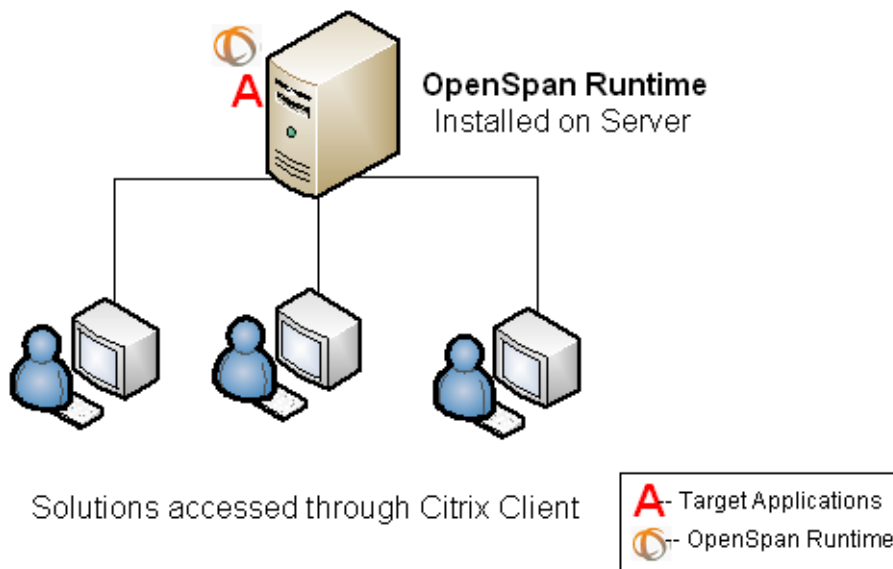 A
OpenSpan Runtime
Installed on Server
Solutions accessed through Citrix Client
A-- Target Applications
-- OpenSpan Runtime